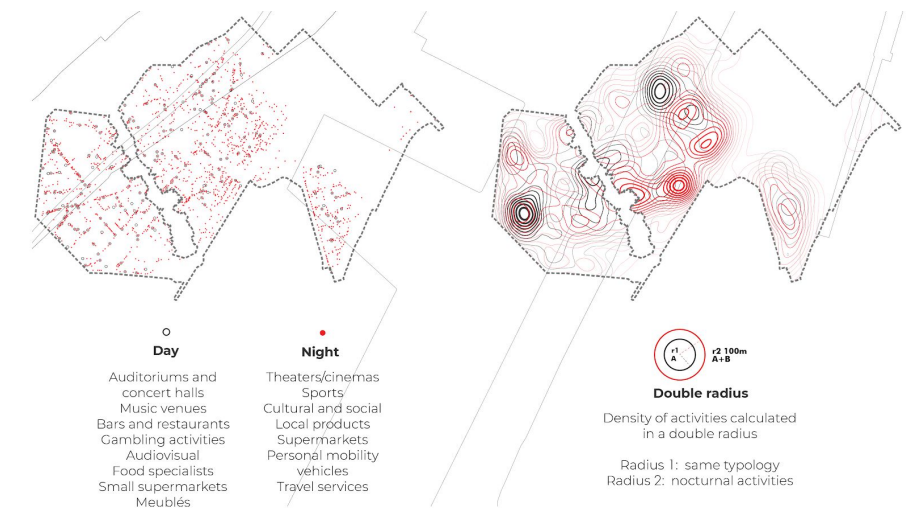 Day
Auditoriums and
concert halls
Music venues
Bars and restaurants
Gambling activities
Audiovisual
Food specialists
Small supermarkets
Meublés
Night
Theaters/cinemas
Sports
Cultural and social
Local products
Supermarkets
Personal mobility
vehicles
Travel services
r1
A
r2 100m
A+B
Double radius
Density of activities calculated
in a double radius
Radius 1: same typology
Radius 2: nocturnal activities